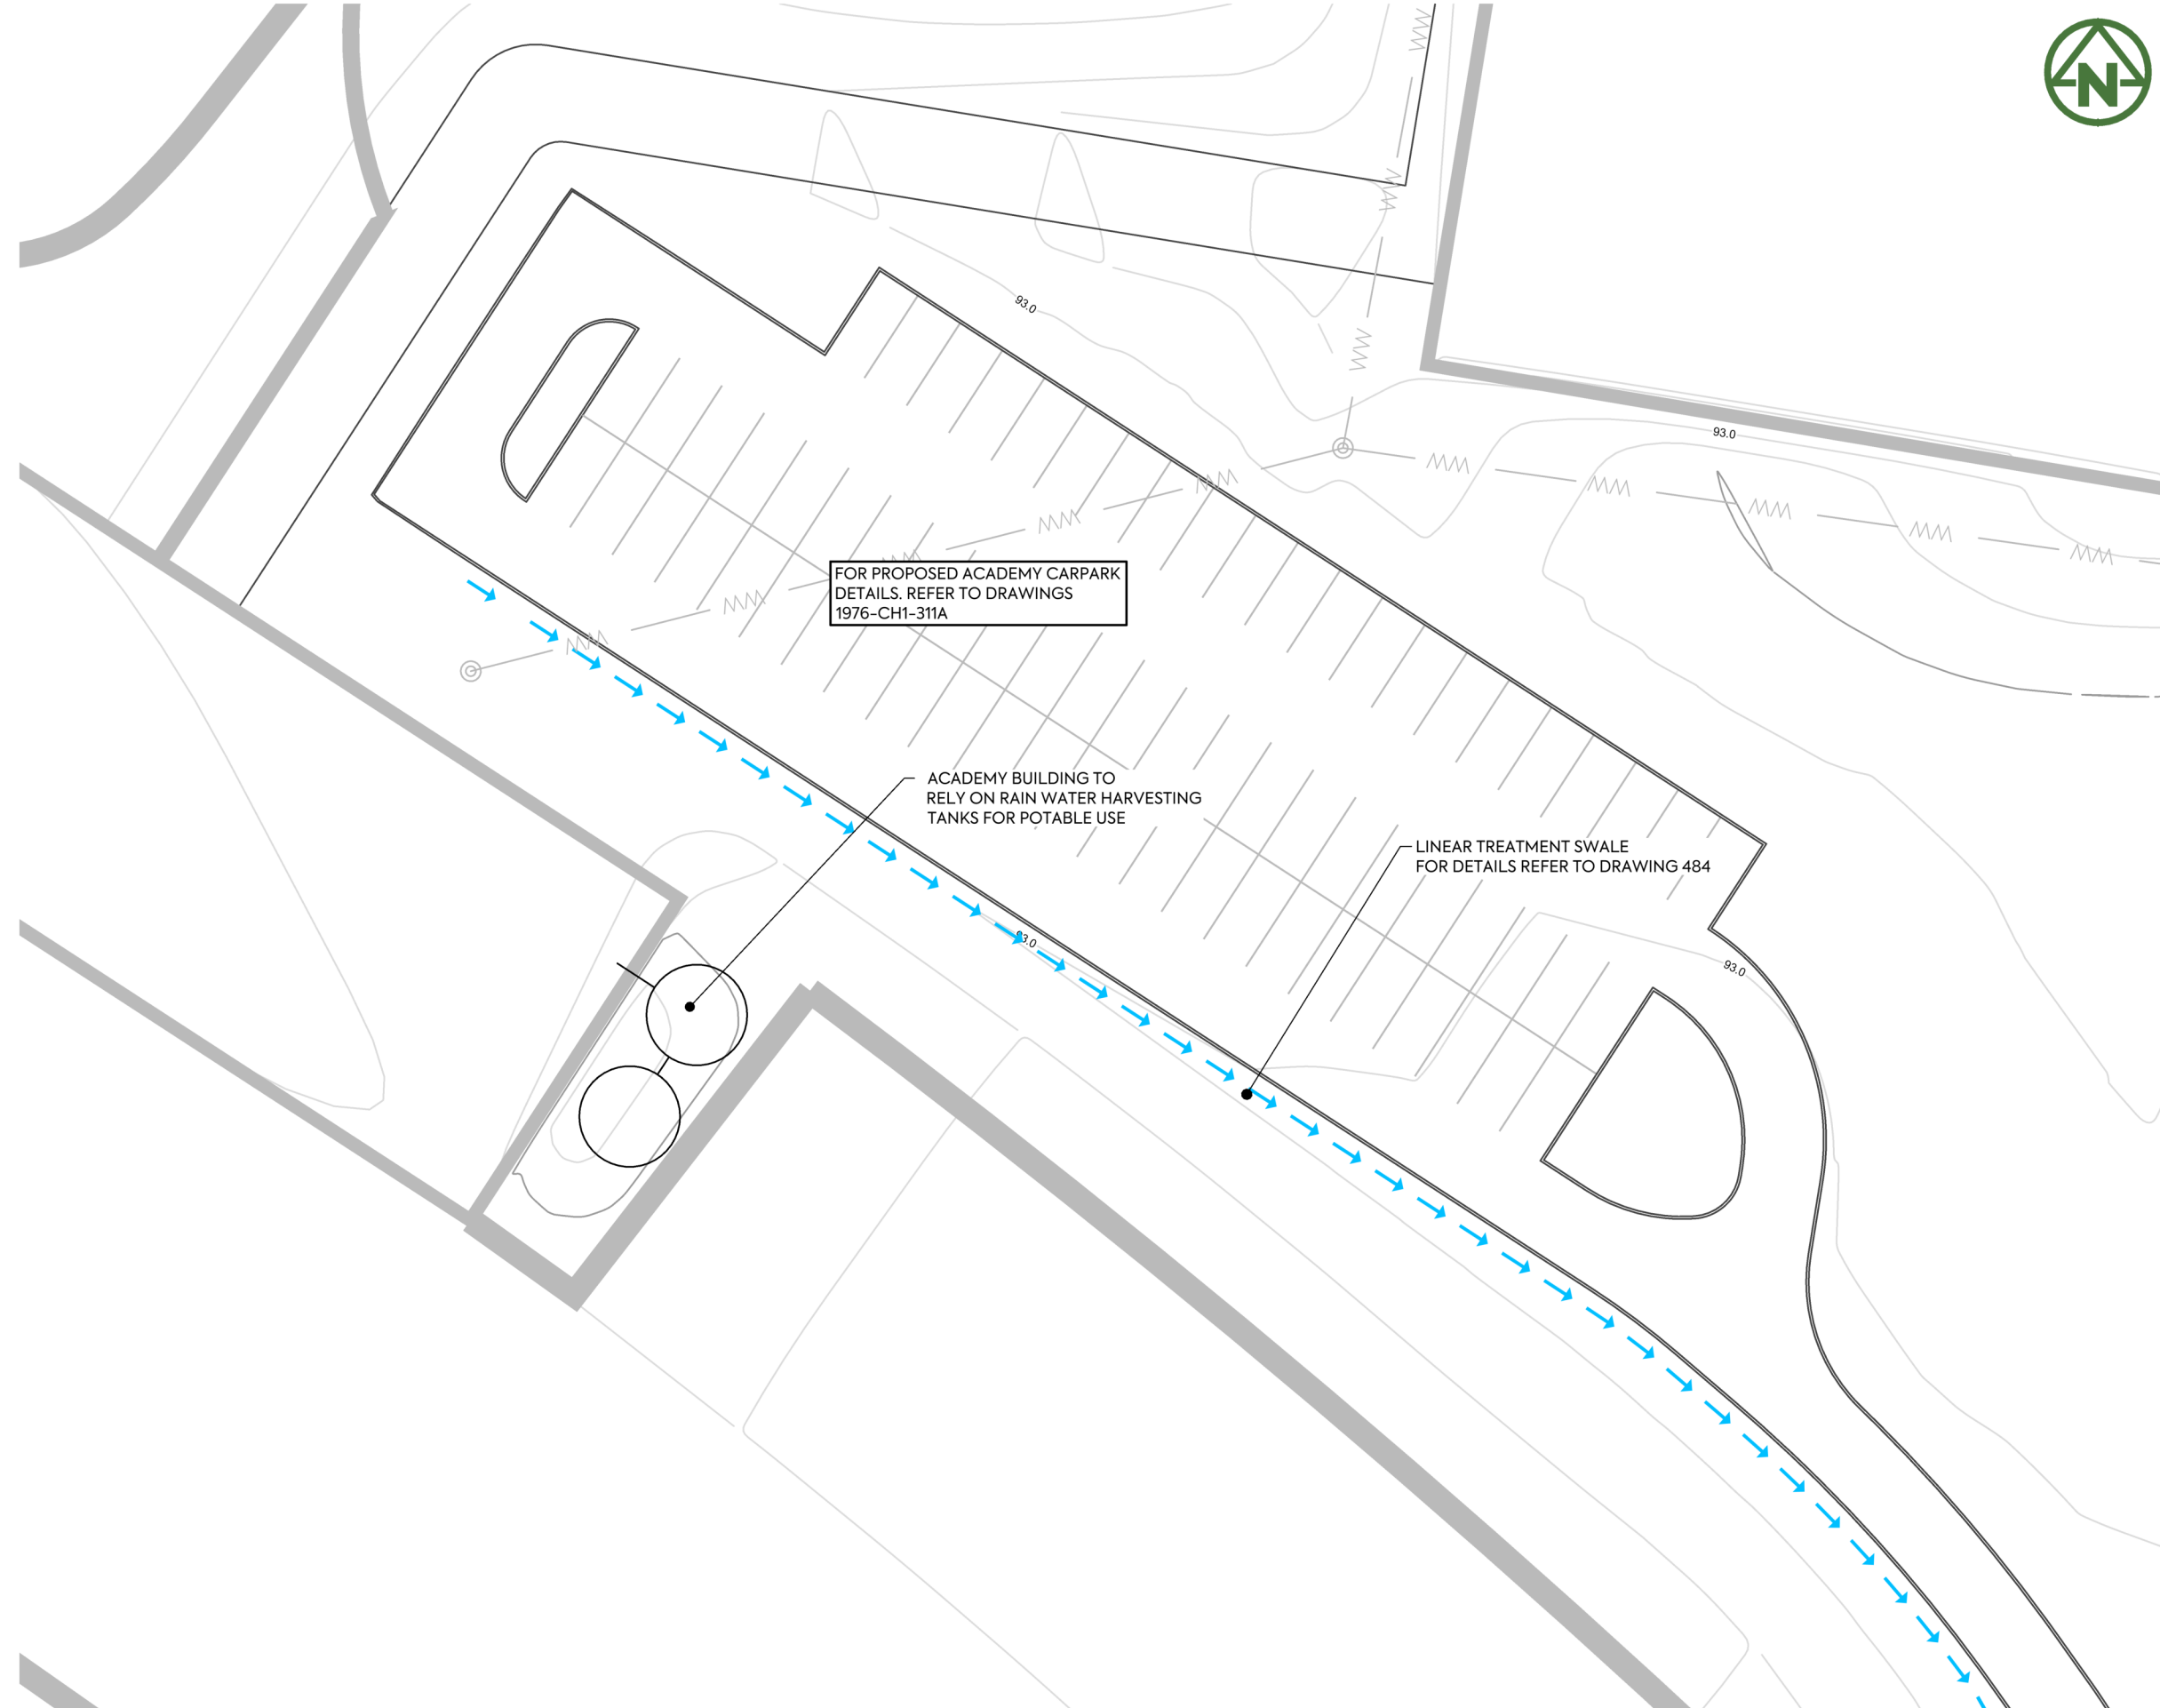 N
93.0
93.0
FOR PROPOSED ACADEMY CARPARK
DETAILS. REFER TO DRAWINGS
1976-CH1-311A
ACADEMY BUILDING TO
RELY ON RAIN WATER HARVESTING
TANKS FOR POTABLE USE
LINEAR TREATMENT SWALE
FOR DETAILS REFER TO DRAWING 484
93.0
93.0